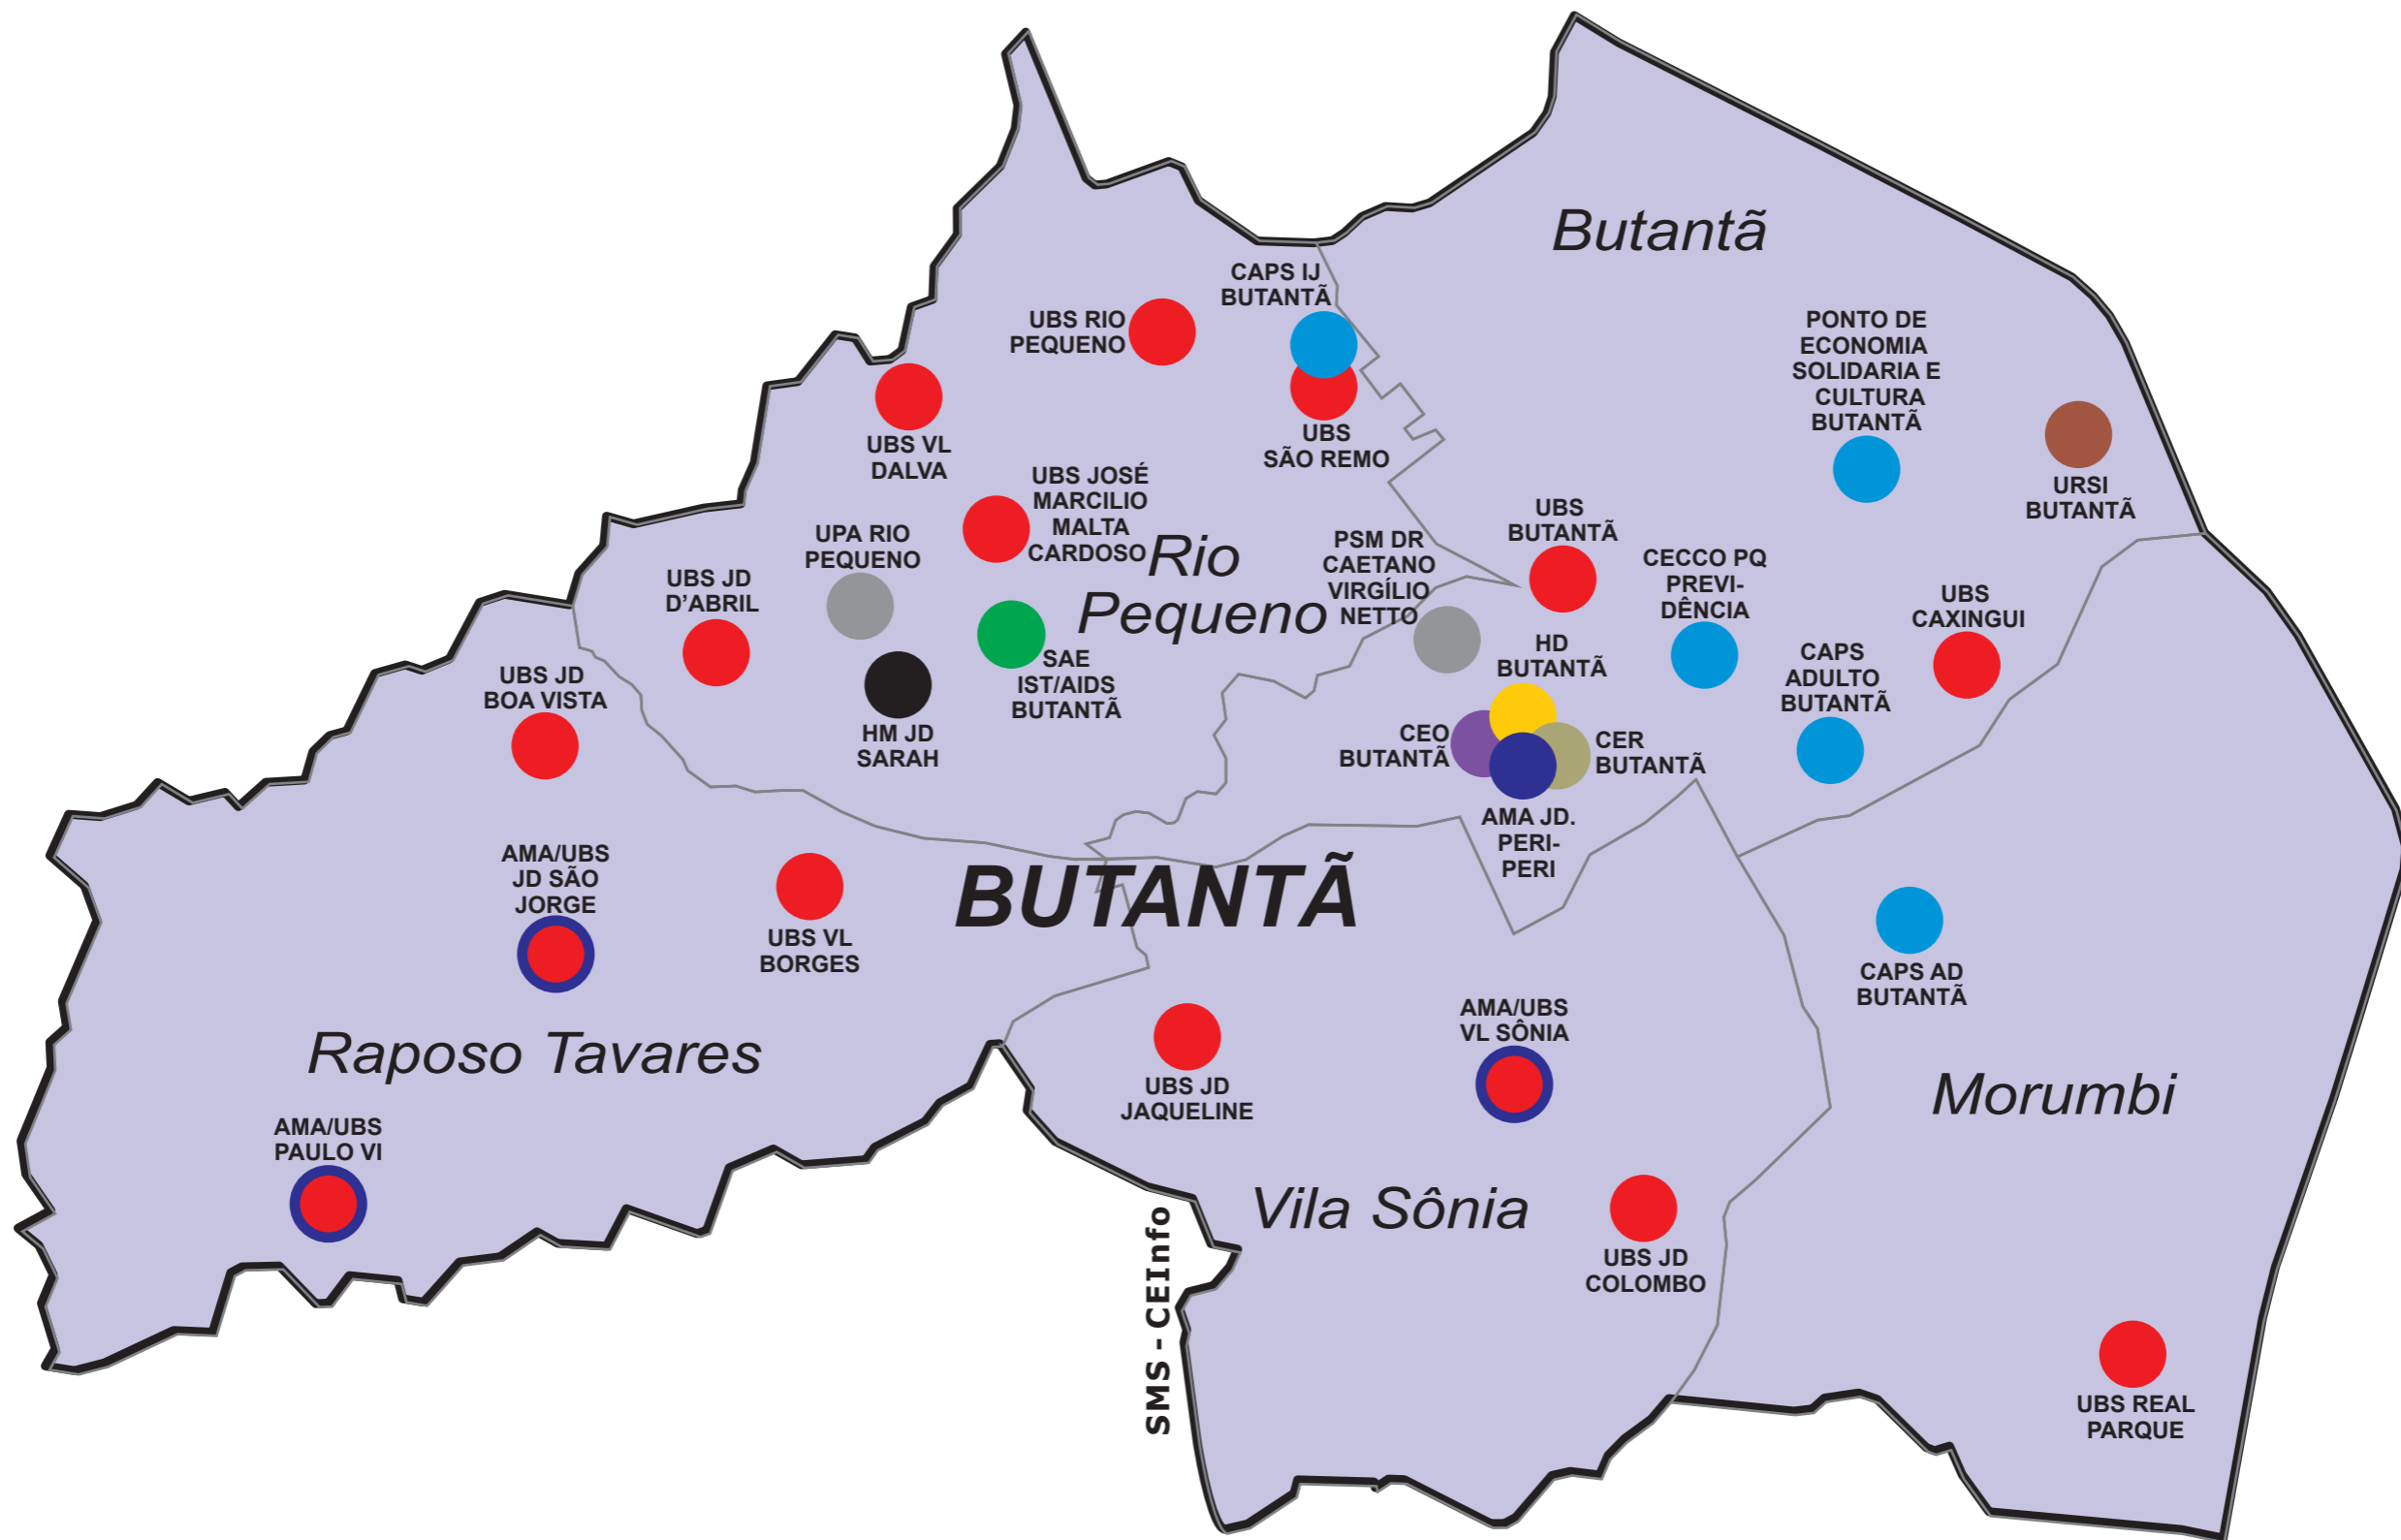 Butantã
CAPS IJ
BUTANTÃ
UBS RIO
PEQUENO
PONTO DE
ECONOMIA
SOLIDARIA E
CULTURA
BUTANTÃ
UBS VL
DALVA
UBS
SÃO REMO
URSI
BUTANTÃ
UBS JOSÉ
MARCILIO
MALTA
CARDOSO
UPA RIO
PEQUENO
Rio
Pequeno
PSM DR
CAETANO
VIRGÍLIO
NETTO
UBS
BUTANTÃ
CECCO PQ
PREVI-
DÊNCIA
UBS
CAXINGUI
UBS JD
D’ABRIL
SAE
IST/AIDS
BUTANTÃ
HD
BUTANTÃ
CAPS
ADULTO
BUTANTÃ
UBS JD
BOA VISTA
HM JD
SARAH
CEO
BUTANTÃ
CER
BUTANTÃ
AMA JD.
PERI-
PERI
AMA/UBS
JD SÃO
JORGE
BUTANTÃ
UBS VL
BORGES
CAPS AD
BUTANTÃ
AMA/UBS
VL SÔNIA
Raposo Tavares
UBS JD
JAQUELINE
Morumbi
AMA/UBS
PAULO VI
Vila Sônia
UBS JD
COLOMBO
SMS - CEInfo
UBS REAL
PARQUE